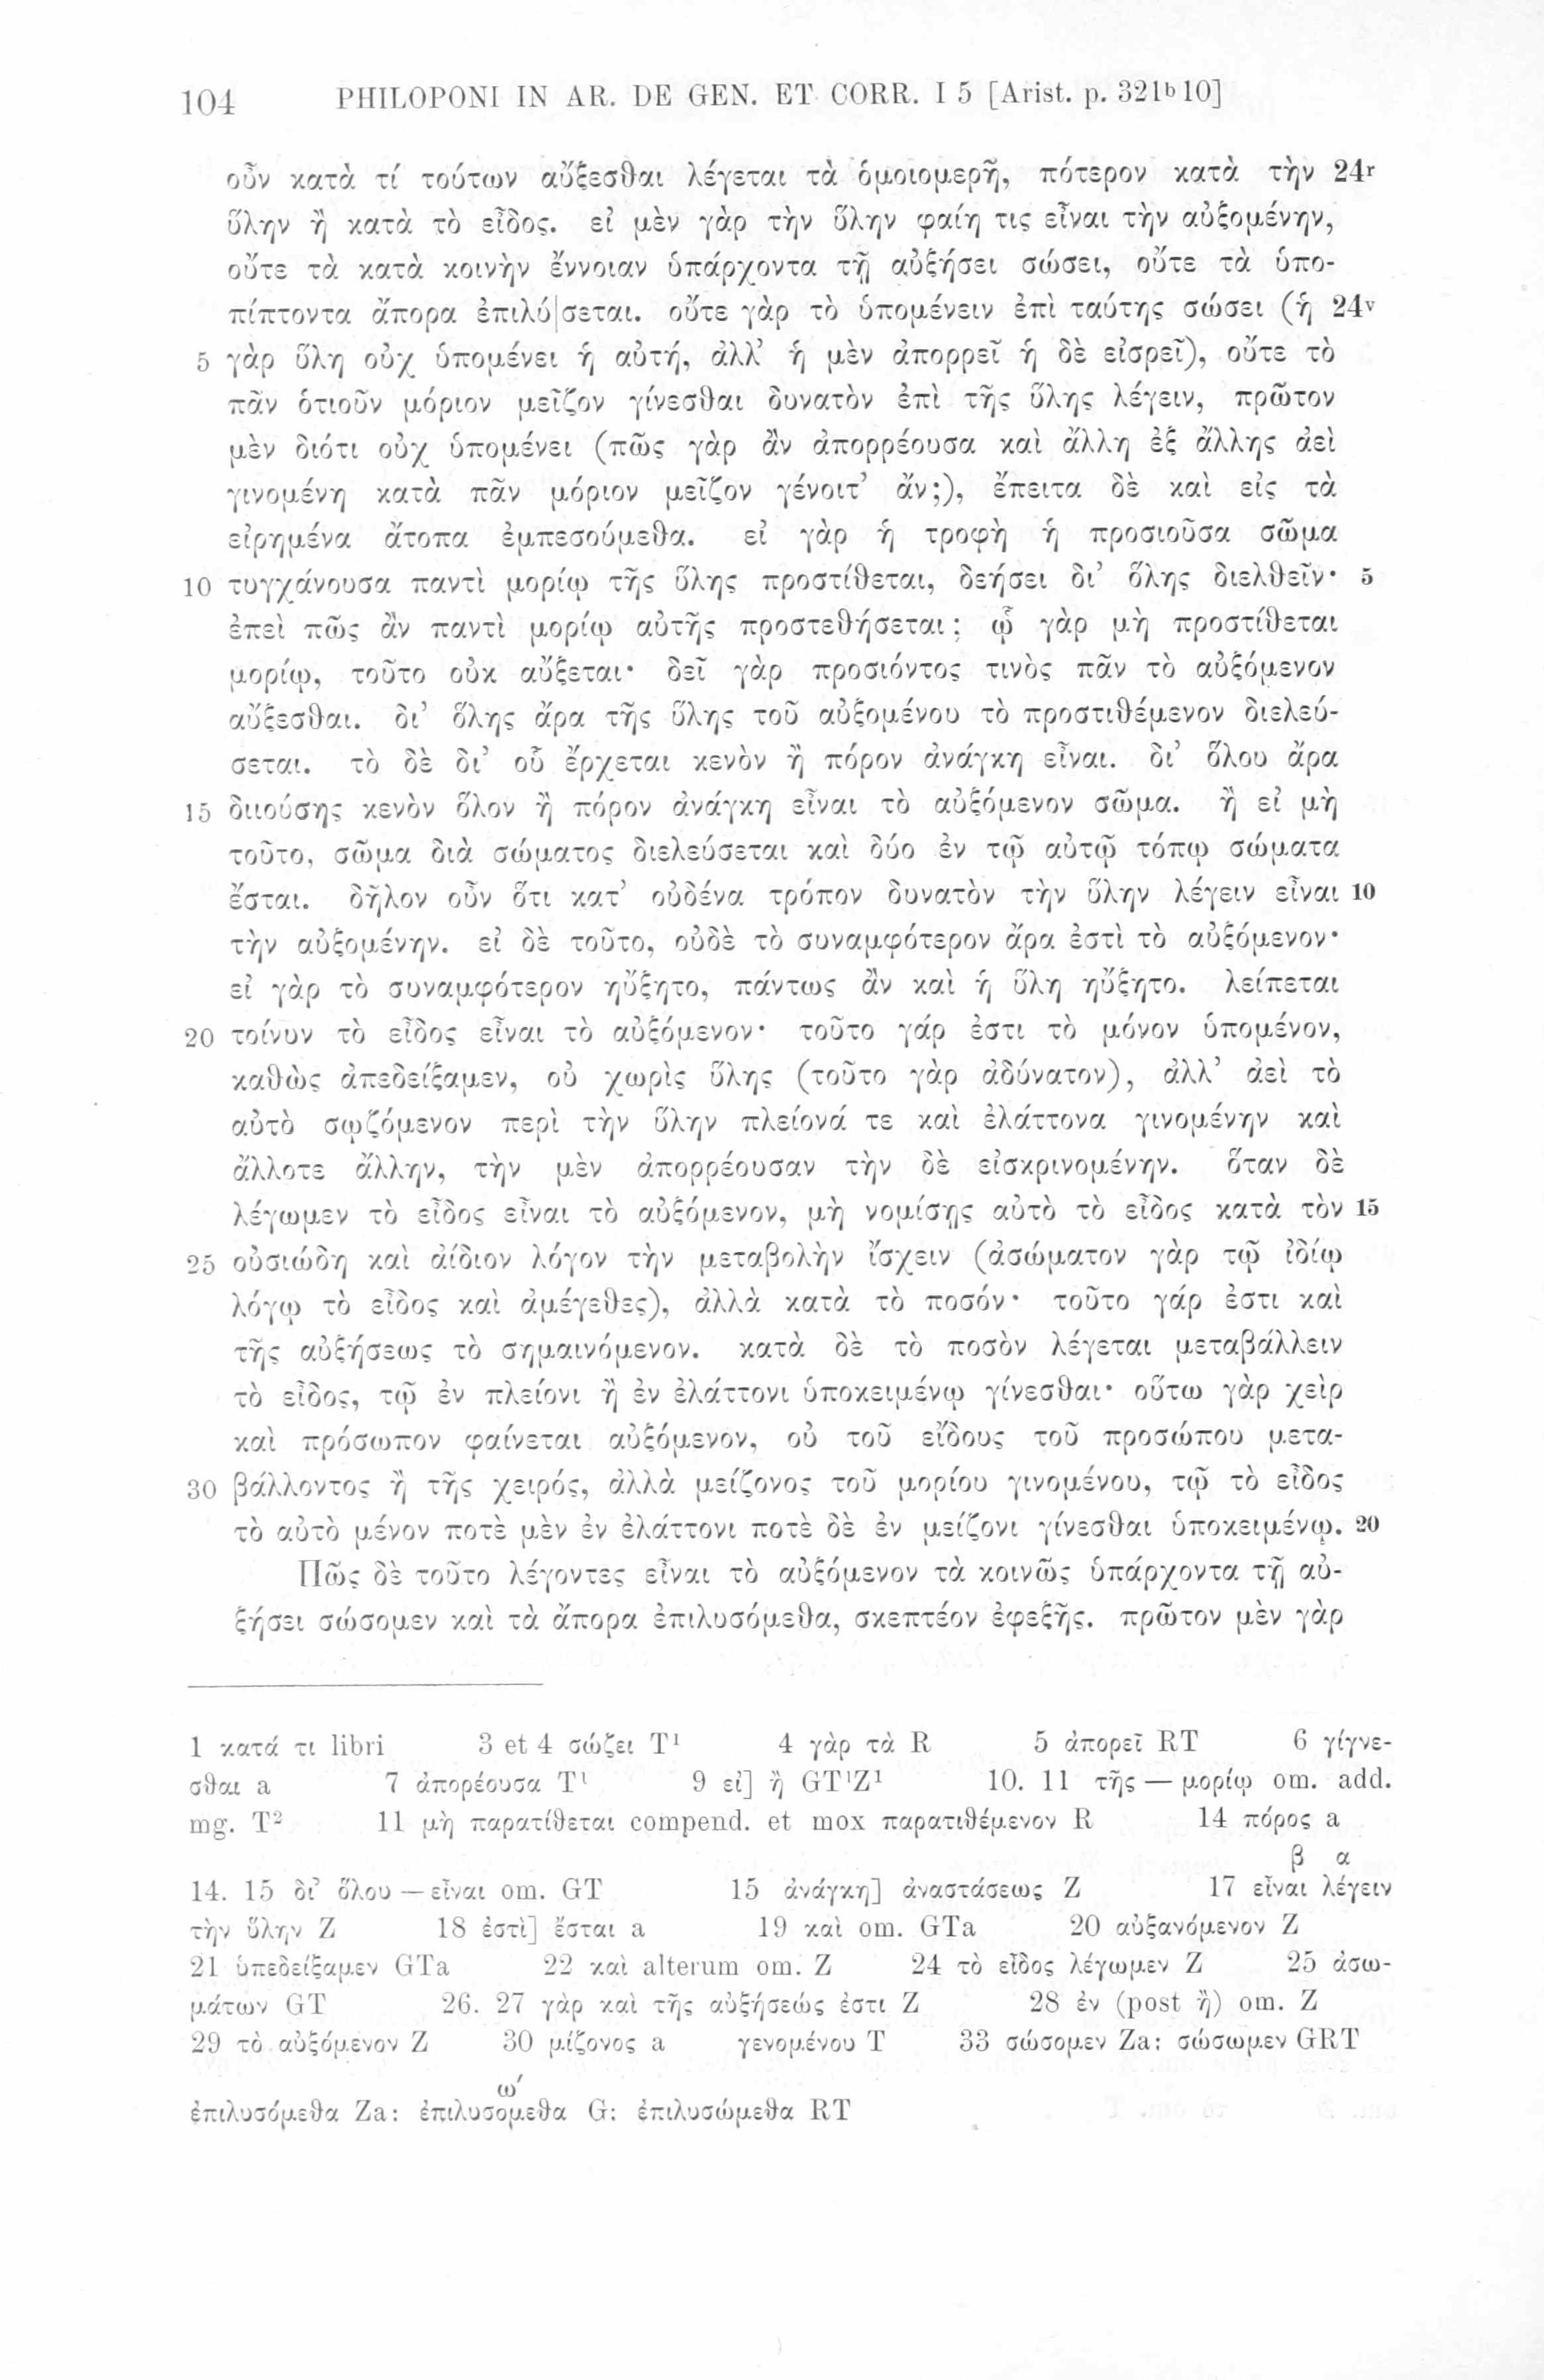 104 PHILOPONI IN AR. DE GEN. ET CORR. I 5 [Arist. p. 321b10]
οὖν κατὰ τί τούτων αὔξεσθαι λέγεται τὰ ὁμοιομερῆ, πότερον κατὰ τὴν 24r
ὕλην ἢ κατὰ τὸ εἶδος. εἰ μὲν γὰρ τὴν ὕλην φαίη τις εἶναι τὴν αὐξομένην,
οὔτε τὰ κατὰ κοινὴν ἔννοιαν ὑπάρχοντα τῇ αὐξήσει σώσει, οὔτε τὰ ὑπο-
πίπτοντα ἄπορα ἐπιλύ|σεται. οὔτε γὰρ τὸ ὑπομένειν ἐπὶ ταύτης σώσει (ἡ 24v
5 γὰρ ὕλη οὐχ ὑπομένει ἡ αὐτή, ἀλλ’ ἡ μὲν ἀπορρεῖ ἡ δὲ εἰσρεῖ), οὔτε τὸ
πᾶν ὁτιοῦν μόριον μεῖζον γίνεσθαι δυνατὸν ἐπὶ τῆς ὕλης λέγειν, πρῶτον
μὲν διότι οὐχ ὑπομένει (πῶς γὰρ ἂν ἀπορρέουσα καὶ ἄλλη ἐξ ἄλλης ἀεὶ
γινομένη κατὰ πᾶν μόριον μεῖζον γένοιτ’ ἄν;), ἔπειτα δὲ καὶ εἰς τὰ
εἰρημένα ἄτοπα ἐμπεσούμεθα. εἰ γὰρ ἡ τροφὴ ἡ προσιοῦσα σῶμα
10 τυγχάνουσα παντὶ μορίῳ τῆς ὕλης προστίθεται, δεήσει δι’ ὅλης διελθεῖν· 5
ἐπεὶ πῶς ἂν παντὶ μορίῳ αὐτῆς προστεθήσεται; ᾧ γὰρ μὴ προστίθεται
μορίῳ, τοῦτο οὐκ αὔξεται· δεῖ γὰρ προσιόντος τινὸς πᾶν τὸ αὐξόμενον
αὔξεσθαι. δι’ ὅλης ἄρα τῆς ὕλης τοῦ αὐξομένου τὸ προστιθέμενον διελεύ-
σεται. τὸ δὲ δι’ οὗ ἔρχεται κενὸν ἢ πόρον ἀνάγκη εἶναι. δι’ ὅλου ἄρα
15 διιούσης κενὸν ὅλον ἢ πόρον ἀνάγκη εἶναι τὸ αὐξόμενον σῶμα. ἢ εἰ μὴ
τοῦτο, σῶμα διὰ σώματος διελεύσεται καὶ δύο ἐν τῷ αὐτῷ τόπῳ σώματα
ἔσται. δῆλον οὖν ὅτι κατ’ οὐδένα τρόπον δυνατὸν τὴν ὕλην λέγειν εἶναι 10
τὴν αὐξομένην. εἰ δὲ τοῦτο, οὐδὲ τὸ συναμφότερον ἄρα ἐστὶ τὸ αὐξόμενον·
εἰ γὰρ τὸ συναμφότερον ηὔξητο, πάντως ἂν καὶ ἡ ὕλη ηὔξητο. λείπεται
20 τοίνυν τὸ εἶδος εἶναι τὸ αὐξόμενον· τοῦτο γάρ ἐστι τὸ μόνον ὑπομένον,
καθὼς ἀπεδείξαμεν, οὐ χωρὶς ὕλης (τοῦτο γὰρ ἀδύνατον), ἀλλ’ ἀεὶ τὸ
αὐτὸ σῳζόμενον περὶ τὴν ὕλην πλείονά τε καὶ ἐλάττονα γινομένην καὶ
ἄλλοτε ἄλλην, τὴν μὲν ἀπορρέουσαν τὴν δὲ εἰσκρινομένην. ὅταν δὲ
λέγωμεν τὸ εἶδος εἶναι τὸ αὐξόμενον, μὴ νομίσῃς αὐτὸ τὸ εἶδος κατὰ τὸν 15
25 οὐσιώδη καὶ ἀίδιον λόγον τὴν μεταβολὴν ἴσχειν (ἀσώματον γὰρ τῷ ἰδίῳ
λόγῳ τὸ εἶδος καὶ ἀμέγεθες), ἀλλὰ κατὰ τὸ ποσόν· τοῦτο γάρ ἐστι καὶ
τῆς αὐξήσεως τὸ σημαινόμενον. κατὰ δὲ τὸ ποσὸν λέγεται μεταβάλλειν
τὸ εἶδος, τῷ ἐν πλείονι ἢ ἐν ἐλάττονι ὑποκειμένῳ γίνεσθαι· οὕτω γὰρ χεὶρ
καὶ πρόσωπον φαίνεται αὐξόμενον, οὐ τοῦ εἴδους τοῦ προσώπου μετα-
30 βάλλοντος ἢ τῆς χειρός, ἀλλὰ μείζονος τοῦ μορίου γινομένου, τῷ τὸ εἶδος
τὸ αὐτὸ μένον ποτὲ μὲν ἐν ἐλάττονι ποτὲ δὲ ἐν μείζονι γίνεσθαι ὑποκειμένῳ. 20
Πῶς δὲ τοῦτο λέγοντες εἶναι τὸ αὐξόμενον τὰ κοινῶς ὑπάρχοντα τῇ αὐ-
ξήσει σώσομεν καὶ τὰ ἄπορα ἐπιλυσόμεθα, σκεπτέον ἐφεξῆς. πρῶτον μὲν γὰρ
1 κατά τι libri 3 et 4 σώζει T¹ 4 γὰρ τὰ R 5 ἀπορεῖ RT 6 γίγνε-
σθαι a 7 ἀπορέουσα T¹ 9 εἰ] ἢ GT¹Z¹ 10. 11 τῆς — μορίῳ om. add.
mg. T² 11 μὴ παρατίθεται compend. et mox παρατιθέμενον R 14 πόρος a
β α
14. 15 δι’ ὅλου — εἶναι om. GT 15 ἀνάγκη] ἀναστάσεως Z 17 εἶναι λέγειν
τὴν ὕλην Z 18 ἐστὶ] ἔσται a 19 καὶ om. GTa 20 αὐξανόμενον Z
21 ὑπεδείξαμεν GTa 22 καὶ alterum om. Z 24 τὸ εἶδος λέγωμεν Z 25 ἀσω-
μάτων GT 26. 27 γὰρ καὶ τῆς αὐξήσεώς ἐστι Z 28 ἐν (post ἢ) om. Z
29 τὸ αὐξόμενον Z 30 μίζονος a γενομένου T 33 σώσομεν Za: σώσωμεν GRT
ώ
ἐπιλυσόμεθα Za: ἐπιλυσομεθα G: ἐπιλυσώμεθα RT